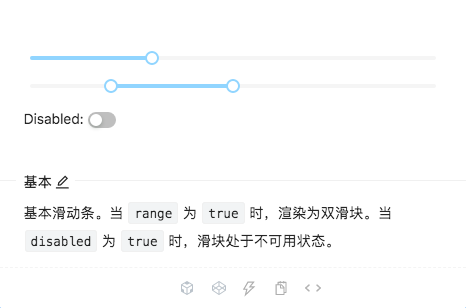 Disabled:
基本
基本滑动条。当 range 为 true 时，渲染为双滑块。当
disabled 为 true 时，滑块处于不可用状态。